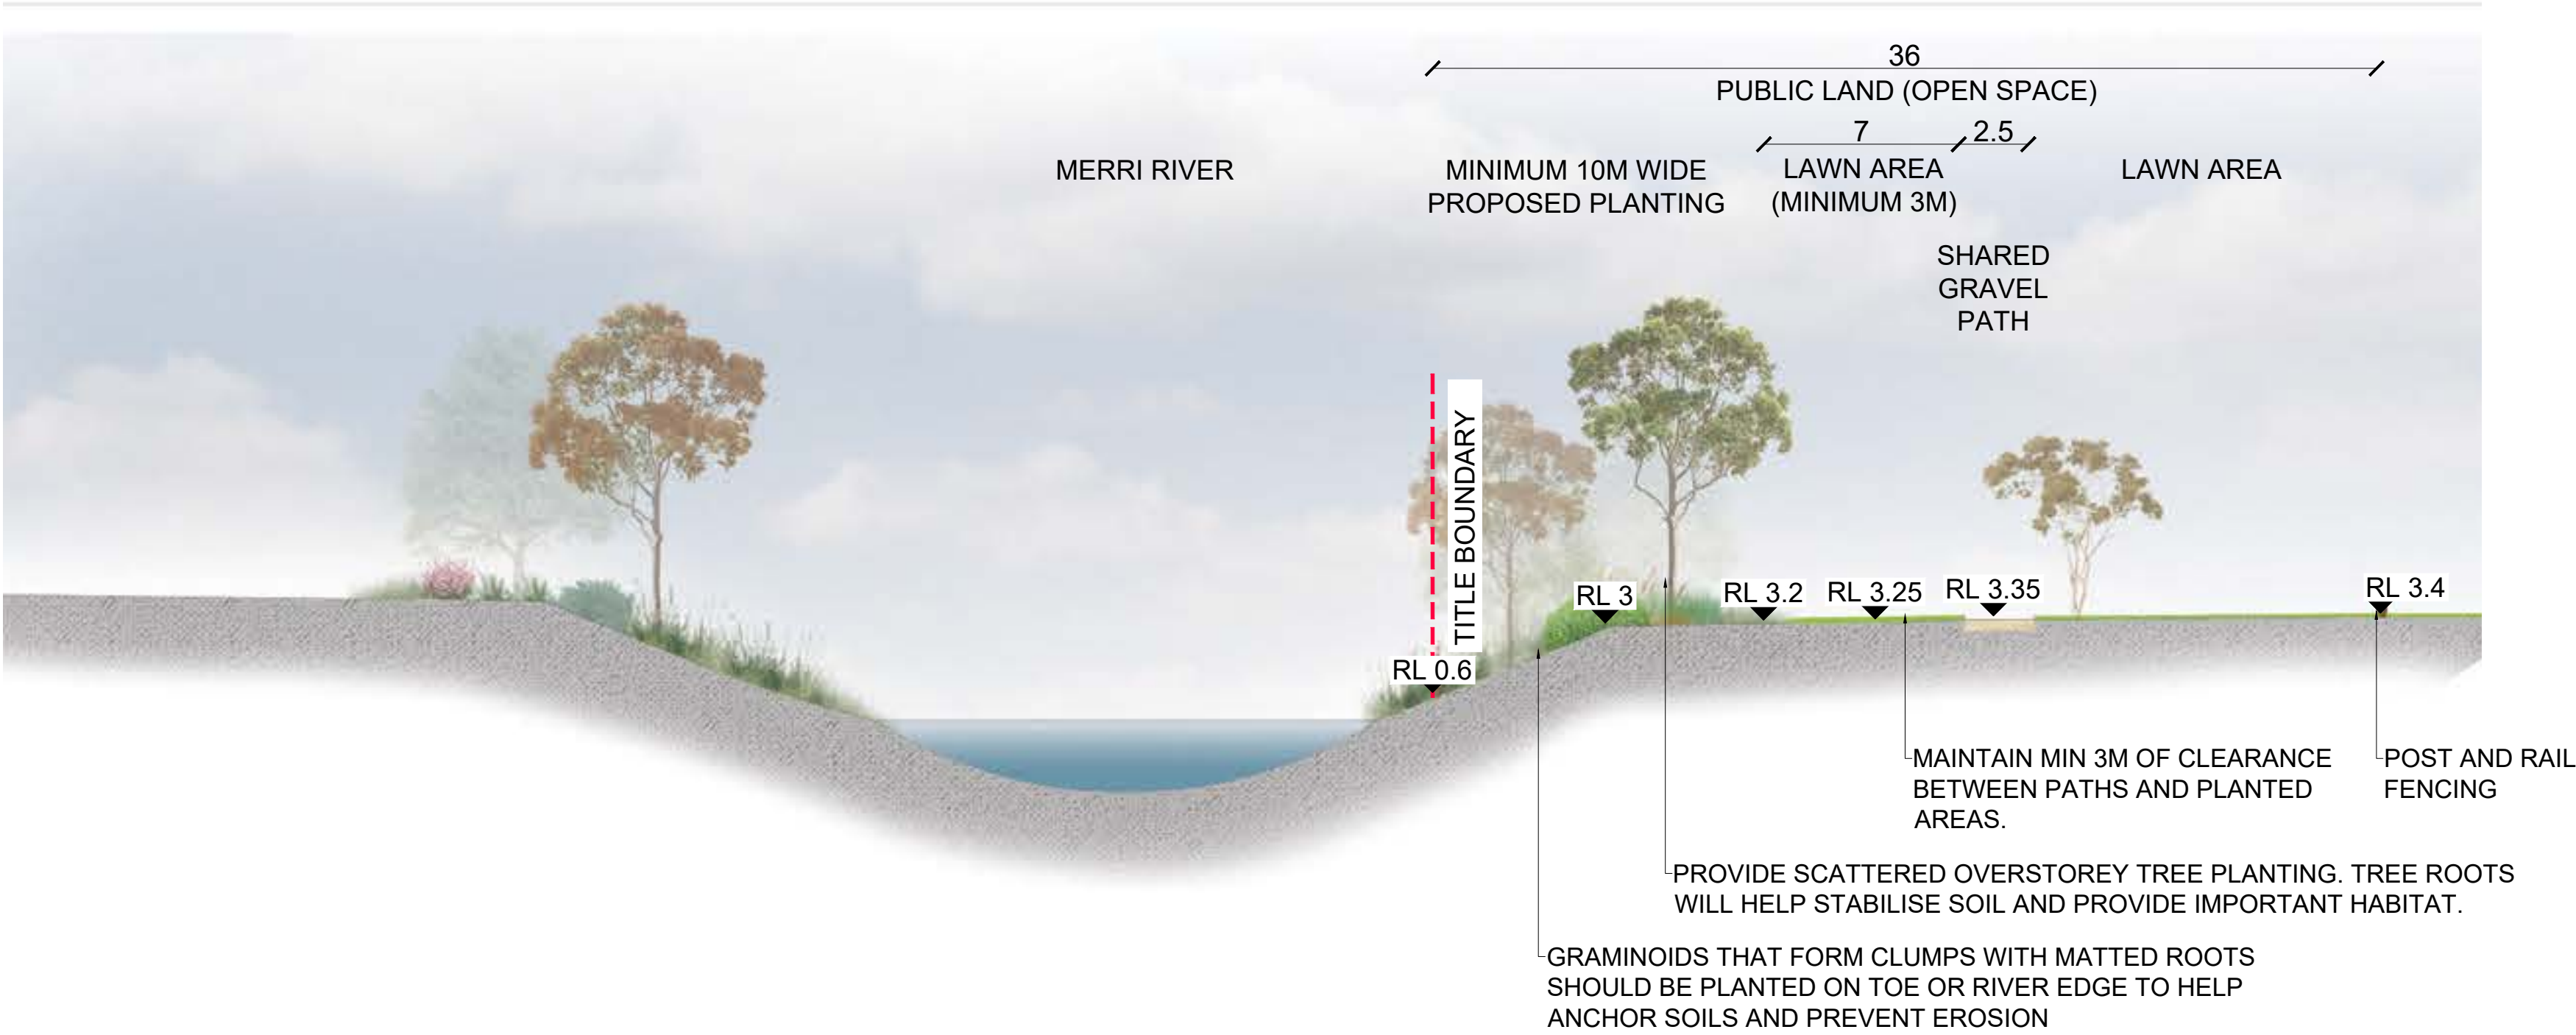 36
PUBLIC LAND (OPEN SPACE)
7
2.5
MERRI RIVER
MINIMUM 10M WIDE
PROPOSED PLANTING
LAWN AREA
(MINIMUM 3M)
LAWN AREA
SHARED
GRAVEL
PATH
TITLE BOUNDARY
RL 0.6
RL 3
RL 3.2
RL 3.25
RL 3.35
RL 3.4
MAINTAIN MIN 3M OF CLEARANCE
BETWEEN PATHS AND PLANTED
AREAS.
POST AND RAIL
FENCING
PROVIDE SCATTERED OVERSTOREY TREE PLANTING. TREE ROOTS
WILL HELP STABILISE SOIL AND PROVIDE IMPORTANT HABITAT.
GRAMINOIDS THAT FORM CLUMPS WITH MATTED ROOTS
SHOULD BE PLANTED ON TOE OR RIVER EDGE TO HELP
ANCHOR SOILS AND PREVENT EROSION